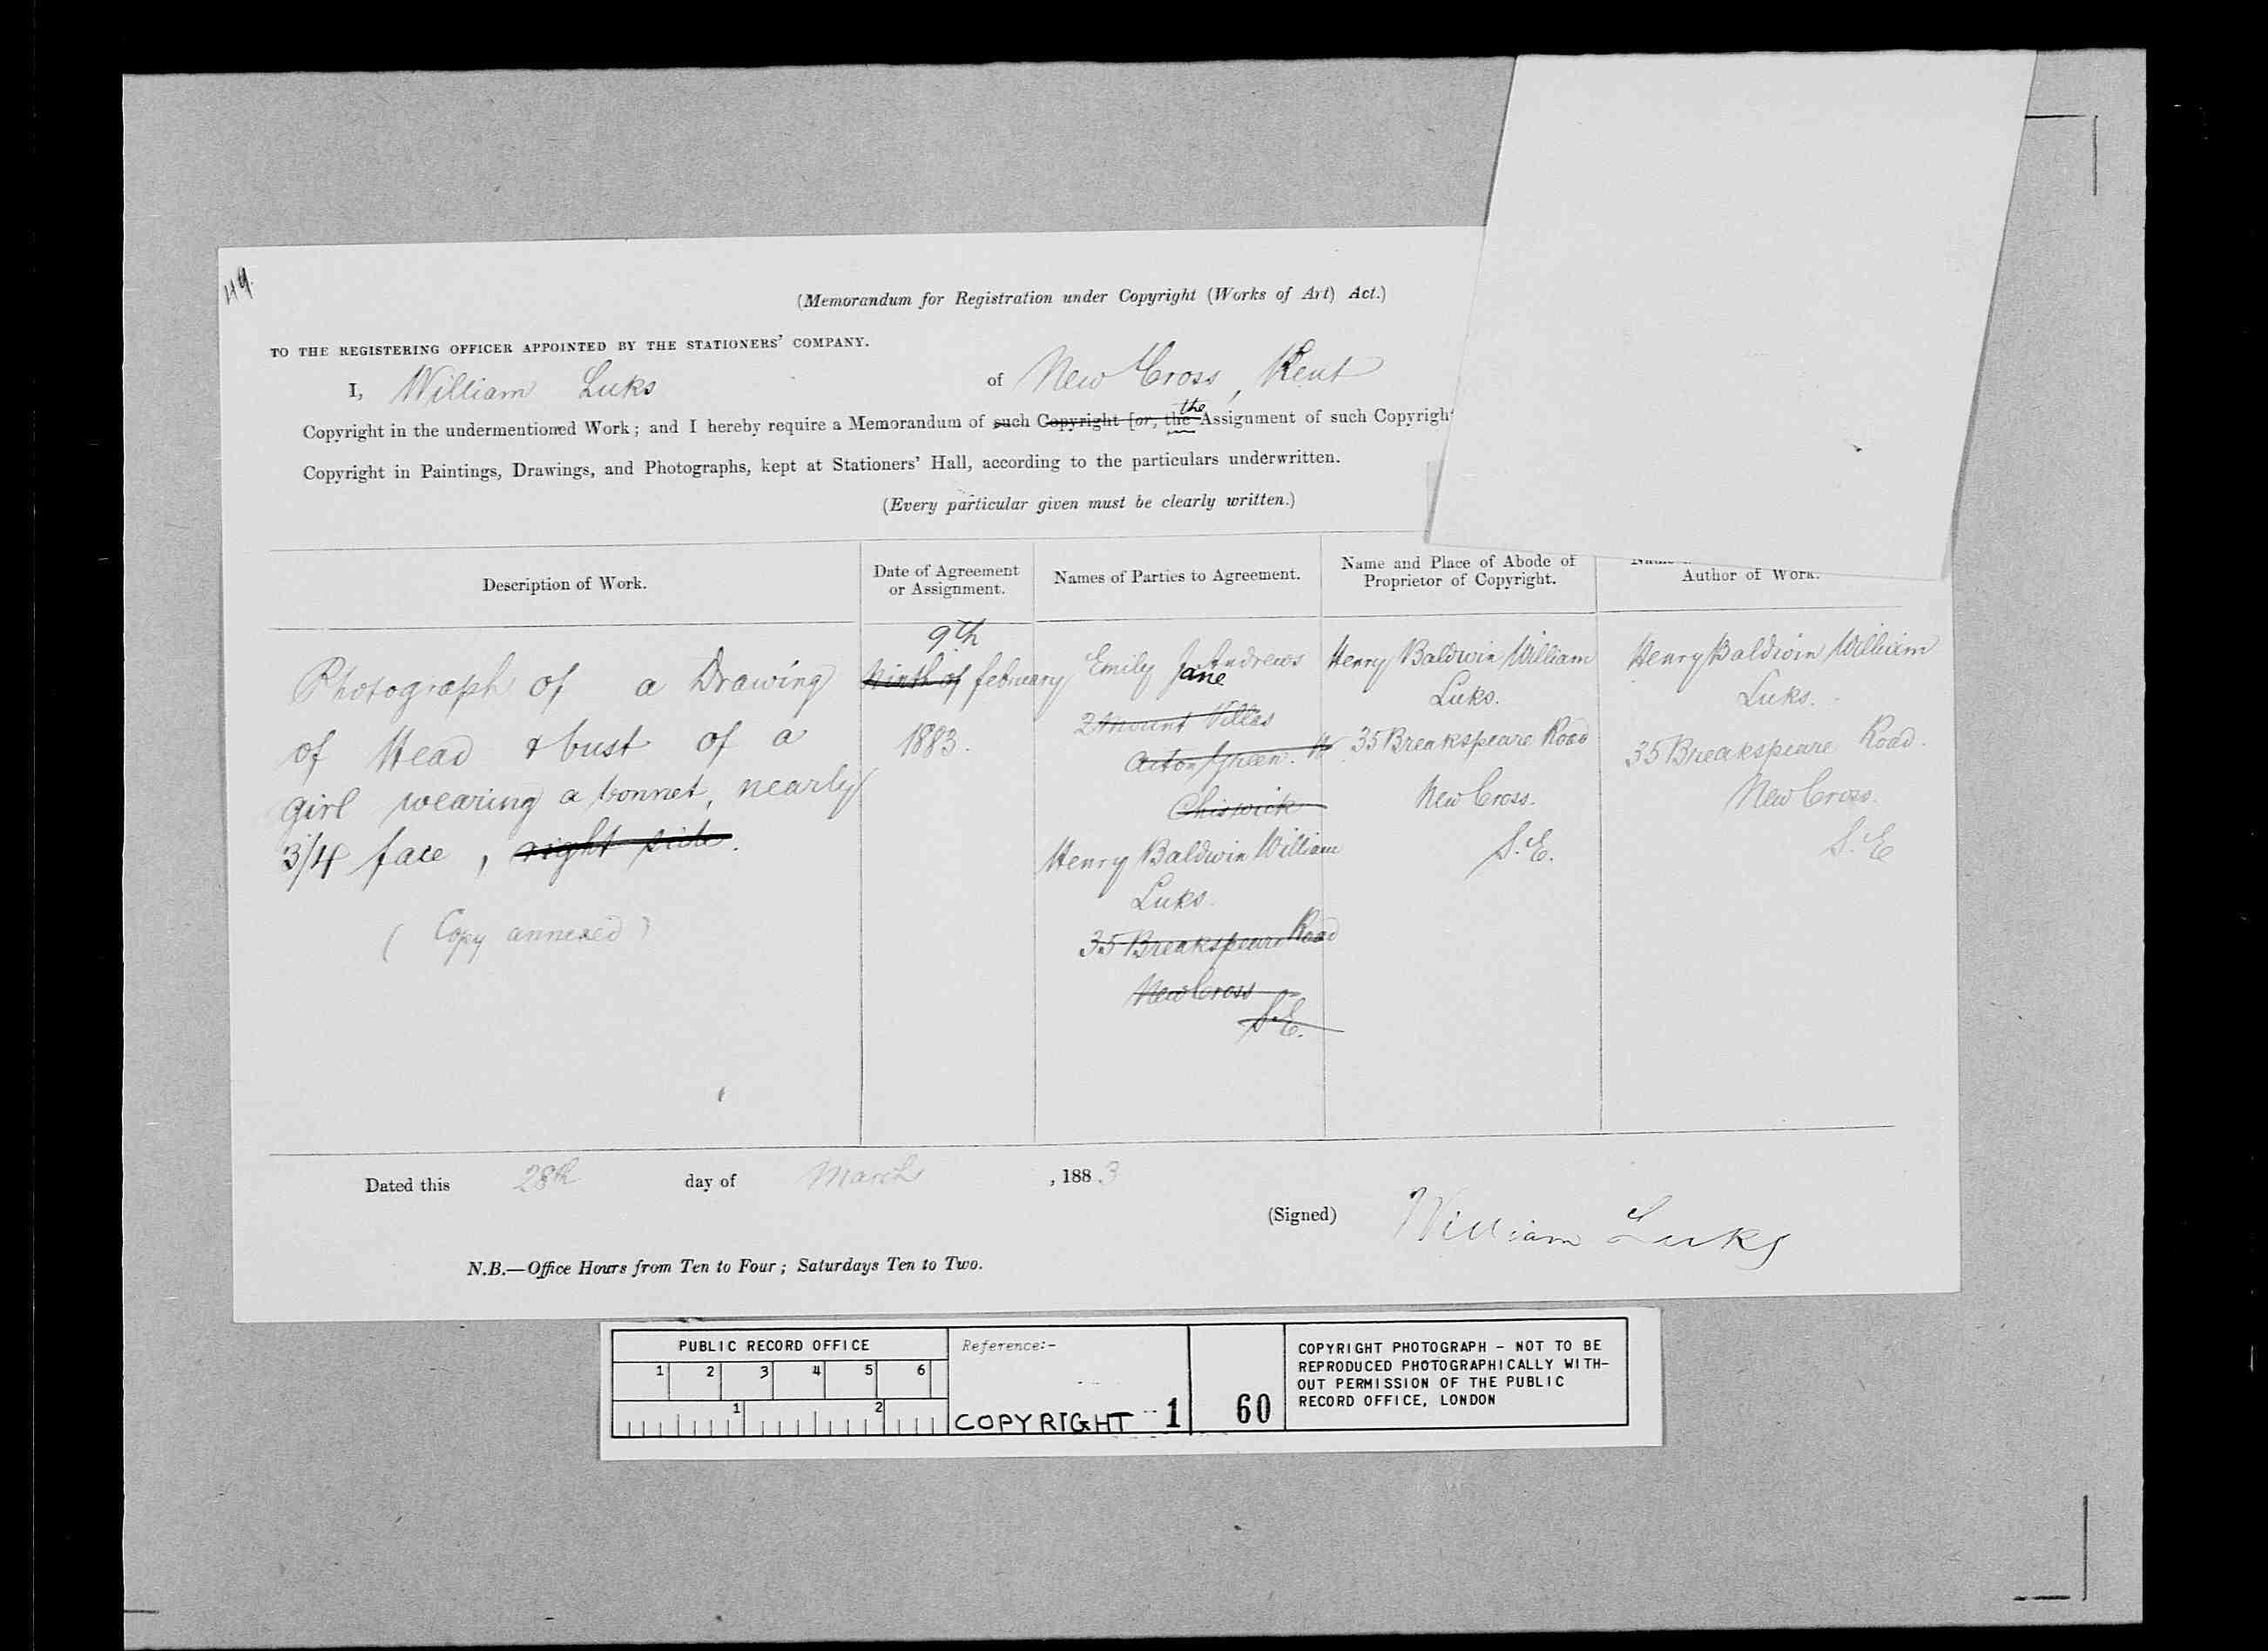 49.
(Memorandum for Registration under Copyright (Works of Art) Act.)
TO THE REGISTERING OFFICER APPOINTED BY THE STATIONERS' COMPANY.
I, William Luks of New Cross, Kent
the
Copyright in the undermentioned Work; and I hereby require a Memorandum of such Copyright [or, the Assignment of such Copyright
Copyright in Paintings, Drawings, and Photographs, kept at Stationers' Hall, according to the particulars underwritten.
(Every particular given must be clearly written.)
Description of Work.
Photograph of a Drawing
of Head & bust of a
girl wearing a bonnet, nearly
3/4 face, right side.
(Copy annexed)
Date of Agreement
or Assignment.
9th
Ninth of february
1883.
Names of Parties to Agreement.
Emily Jane Andrews
2 Mount Villas
Acton Green. W
Chiswick
Henry Baldwin William
Luks.
35 Breakspeare Road
New Cross
S.E.
Name and Place of Abode of
Proprietor of Copyright.
Henry Baldwin William
Luks.
35 Breakspeare Road
New Cross.
S.E.
Author of Work.
Henry Baldwin William
Luks.
35 Breakspeare Road.
New Cross.
S.E
Dated this 28th day of March, 1883
(Signed) William Luks
N.B.—Office Hours from Ten to Four; Saturdays Ten to Two.
PUBLIC RECORD OFFICE
1 2 3 4 5 6
1 2
Reference:-
COPYRIGHT 1
60
COPYRIGHT PHOTOGRAPH - NOT TO BE
REPRODUCED PHOTOGRAPHICALLY WITH-
OUT PERMISSION OF THE PUBLIC
RECORD OFFICE, LONDON